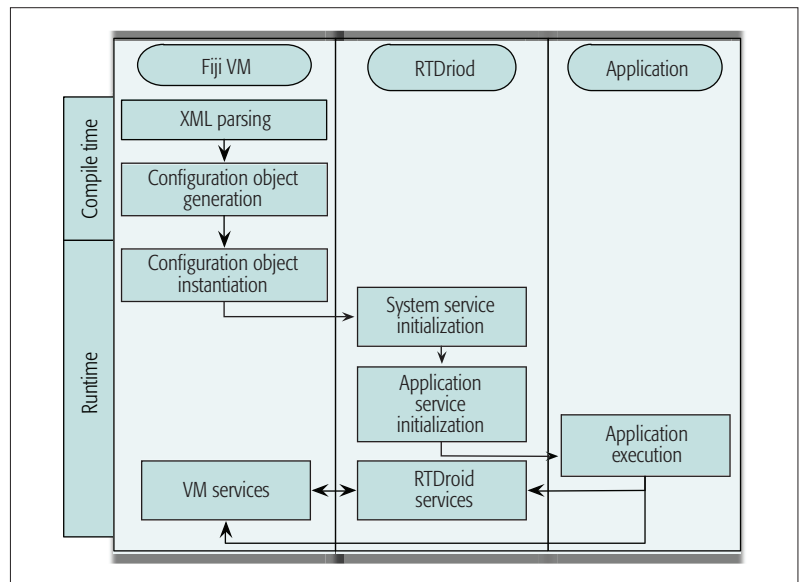 Fiji VM
RTDriod
Application
Compile time
XML parsing
Configuration object
generation
Runtime
Configuration object
instantiation
System service
initialization
Application
service
initialization
Application
execution
VM services
RTDroid
services